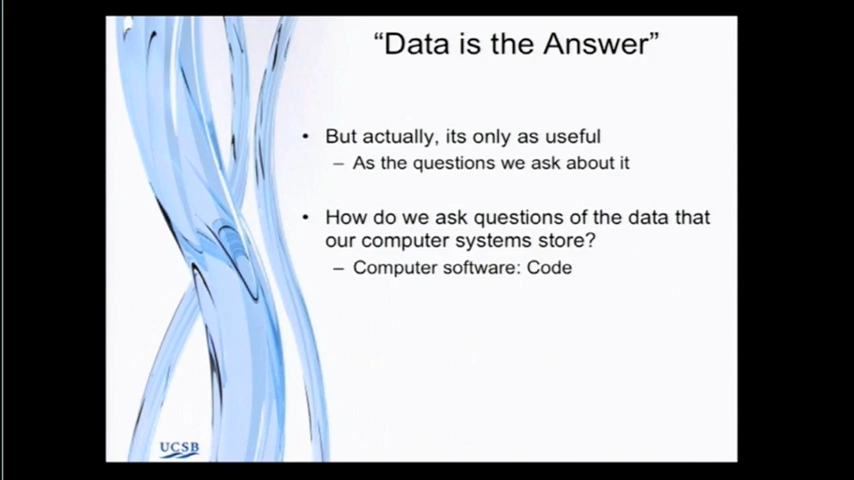 “Data is the Answer”
• But actually, its only as useful
– As the questions we ask about it
• How do we ask questions of the data that
our computer systems store?
– Computer software: Code
UCSB